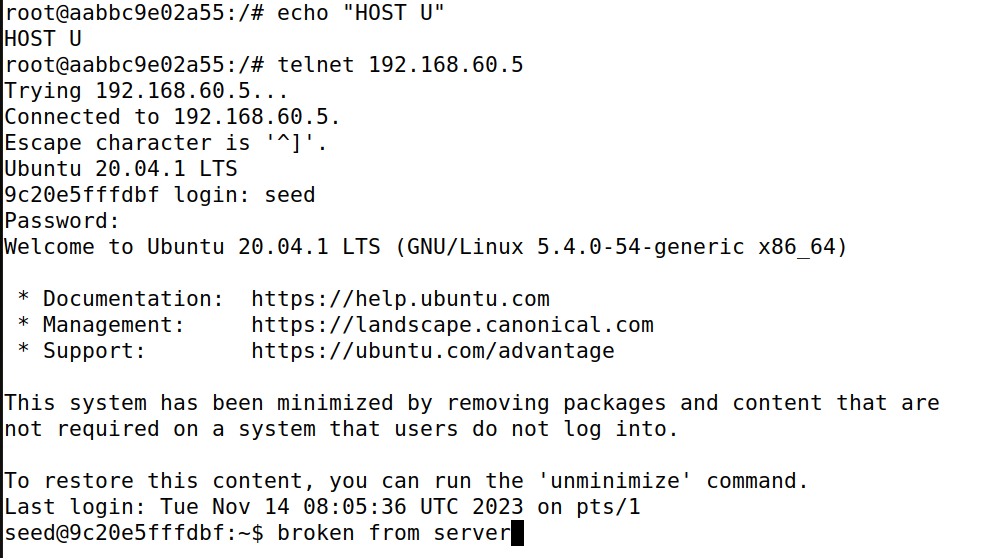 root@aabbc9e02a55:/# echo "HOST U"
HOST U
root@aabbc9e02a55:/# telnet 192.168.60.5
Trying 192.168.60.5...
Connected to 192.168.60.5.
Escape character is '^]'.
Ubuntu 20.04.1 LTS
9c20e5fffdbf login: seed
Password:
Welcome to Ubuntu 20.04.1 LTS (GNU/Linux 5.4.0-54-generic x86_64)

 * Documentation:  https://help.ubuntu.com
 * Management:     https://landscape.canonical.com
 * Support:        https://ubuntu.com/advantage

This system has been minimized by removing packages and content that are
not required on a system that users do not log into.

To restore this content, you can run the 'unminimize' command.
Last login: Tue Nov 14 08:05:36 UTC 2023 on pts/1
seed@9c20e5fffdbf:~$ broken from server